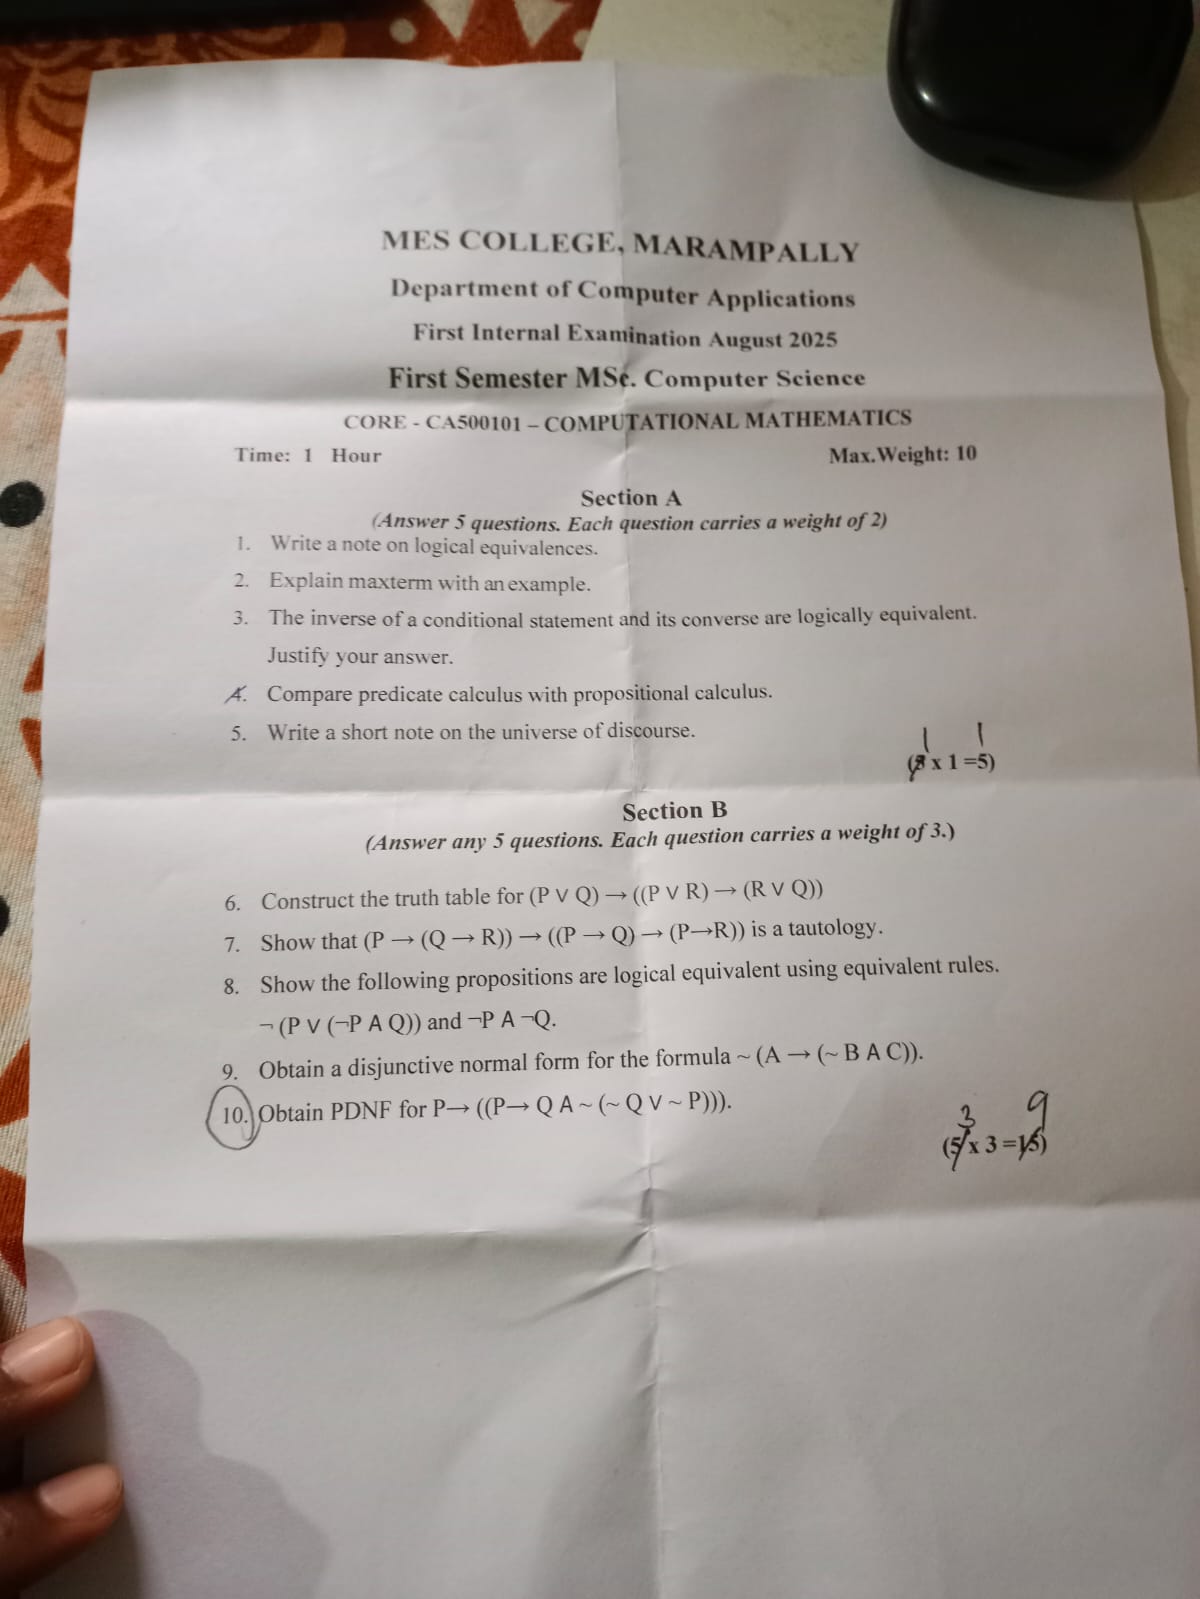 MES COLLEGE, MARAMPALLY
Department of Computer Applications
First Internal Examination August 2025
First Semester MSc. Computer Science
CORE - CA500101 – COMPUTATIONAL MATHEMATICS
Time: 1 Hour Max.Weight: 10
Section A
(Answer 5 questions. Each question carries a weight of 2)
1. Write a note on logical equivalences.
2. Explain maxterm with an example.
3. The inverse of a conditional statement and its converse are logically equivalent.
Justify your answer.
4. Compare predicate calculus with propositional calculus.
5. Write a short note on the universe of discourse.
1 1
( x 1 =5)
Section B
(Answer any 5 questions. Each question carries a weight of 3.)
6. Construct the truth table for (P V Q) → ((P V R) → (R V Q))
7. Show that (P → (Q → R)) → ((P → Q) → (P→R)) is a tautology.
8. Show the following propositions are logical equivalent using equivalent rules.
¬ (P V (¬P A Q)) and ¬P A ¬Q.
9. Obtain a disjunctive normal form for the formula ~ (A → (~ B A C)).
10. Obtain PDNF for P→ ((P→ Q A ~ (~ Q V ~ P))).
3 9
(5 x 3 =15)